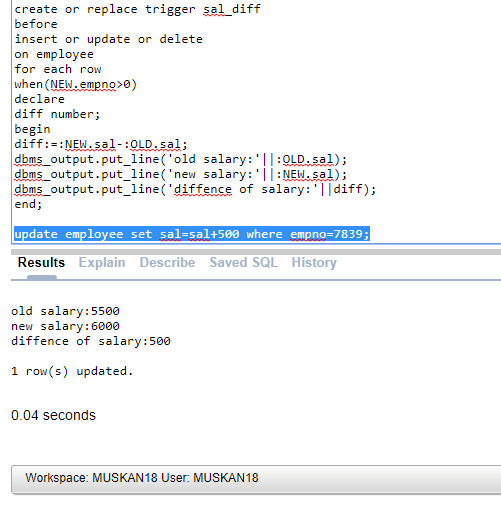 create or replace trigger sal_diff
before
insert or update or delete
on employee
for each row
when(NEW.empno>0)
declare
diff number;
begin
diff:=:NEW.sal-:OLD.sal;
dbms_output.put_line('old salary:'||:OLD.sal);
dbms_output.put_line('new salary:'||:NEW.sal);
dbms_output.put_line('diffence of salary:'||diff);
end;
update employee set sal=sal+500 where empno=7839;
Results Explain Describe Saved SQL History
old salary:5500
new salary:6000
diffence of salary:500
1 row(s) updated.
0.04 seconds
Workspace: MUSKAN18 User: MUSKAN18